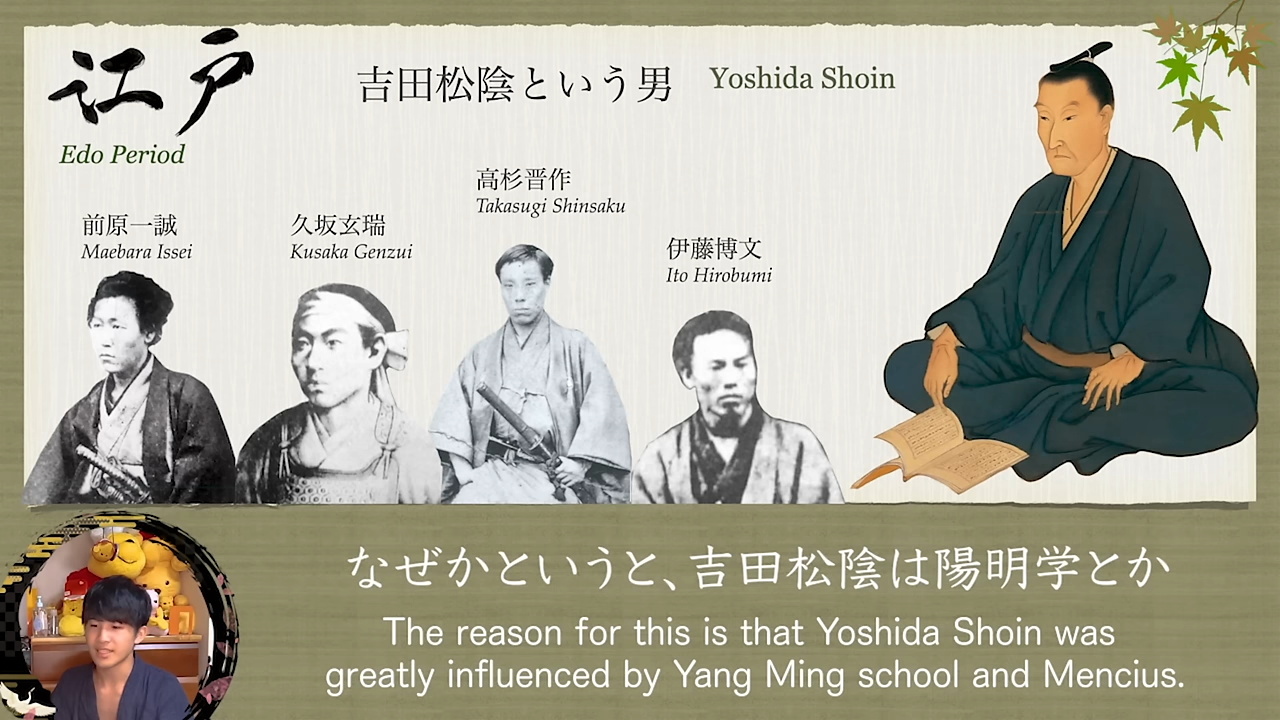 江戸
Edo Period
吉田松陰という男
Yoshida Shoin
高杉晋作
Takasugi Shinsaku
前原一誠
Maebara Issei
久坂玄瑞
Kusaka Genzui
伊藤博文
Ito Hirobumi
なぜかというと、吉田松陰は陽明学とか
The reason for this is that Yoshida Shoin was
greatly influenced by Yang Ming school and Mencius.